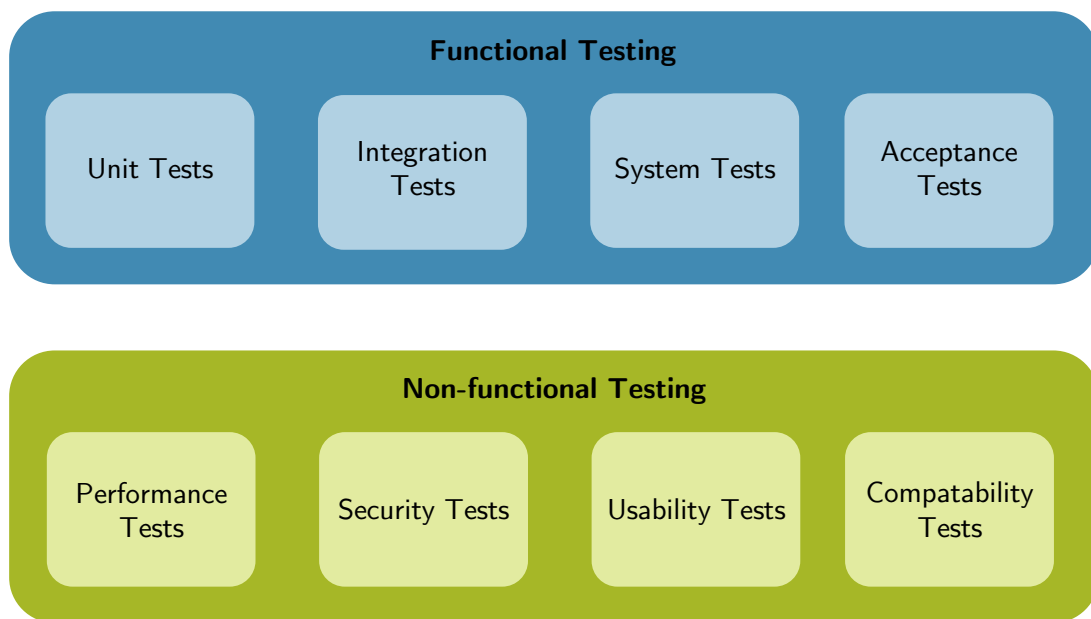 Functional Testing
Unit Tests
Integration
Tests
System Tests
Acceptance
Tests
Non-functional Testing
Performance
Tests
Security Tests
Usability Tests
Compatability
Tests